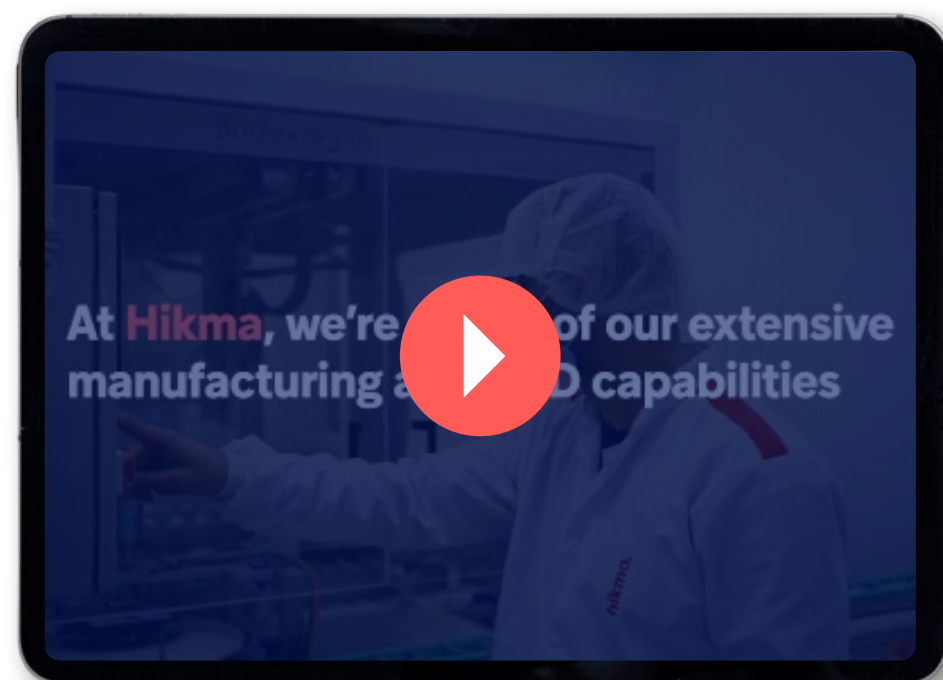 At Hikma, we're of our extensive
manufacturing capabilities
hikma.